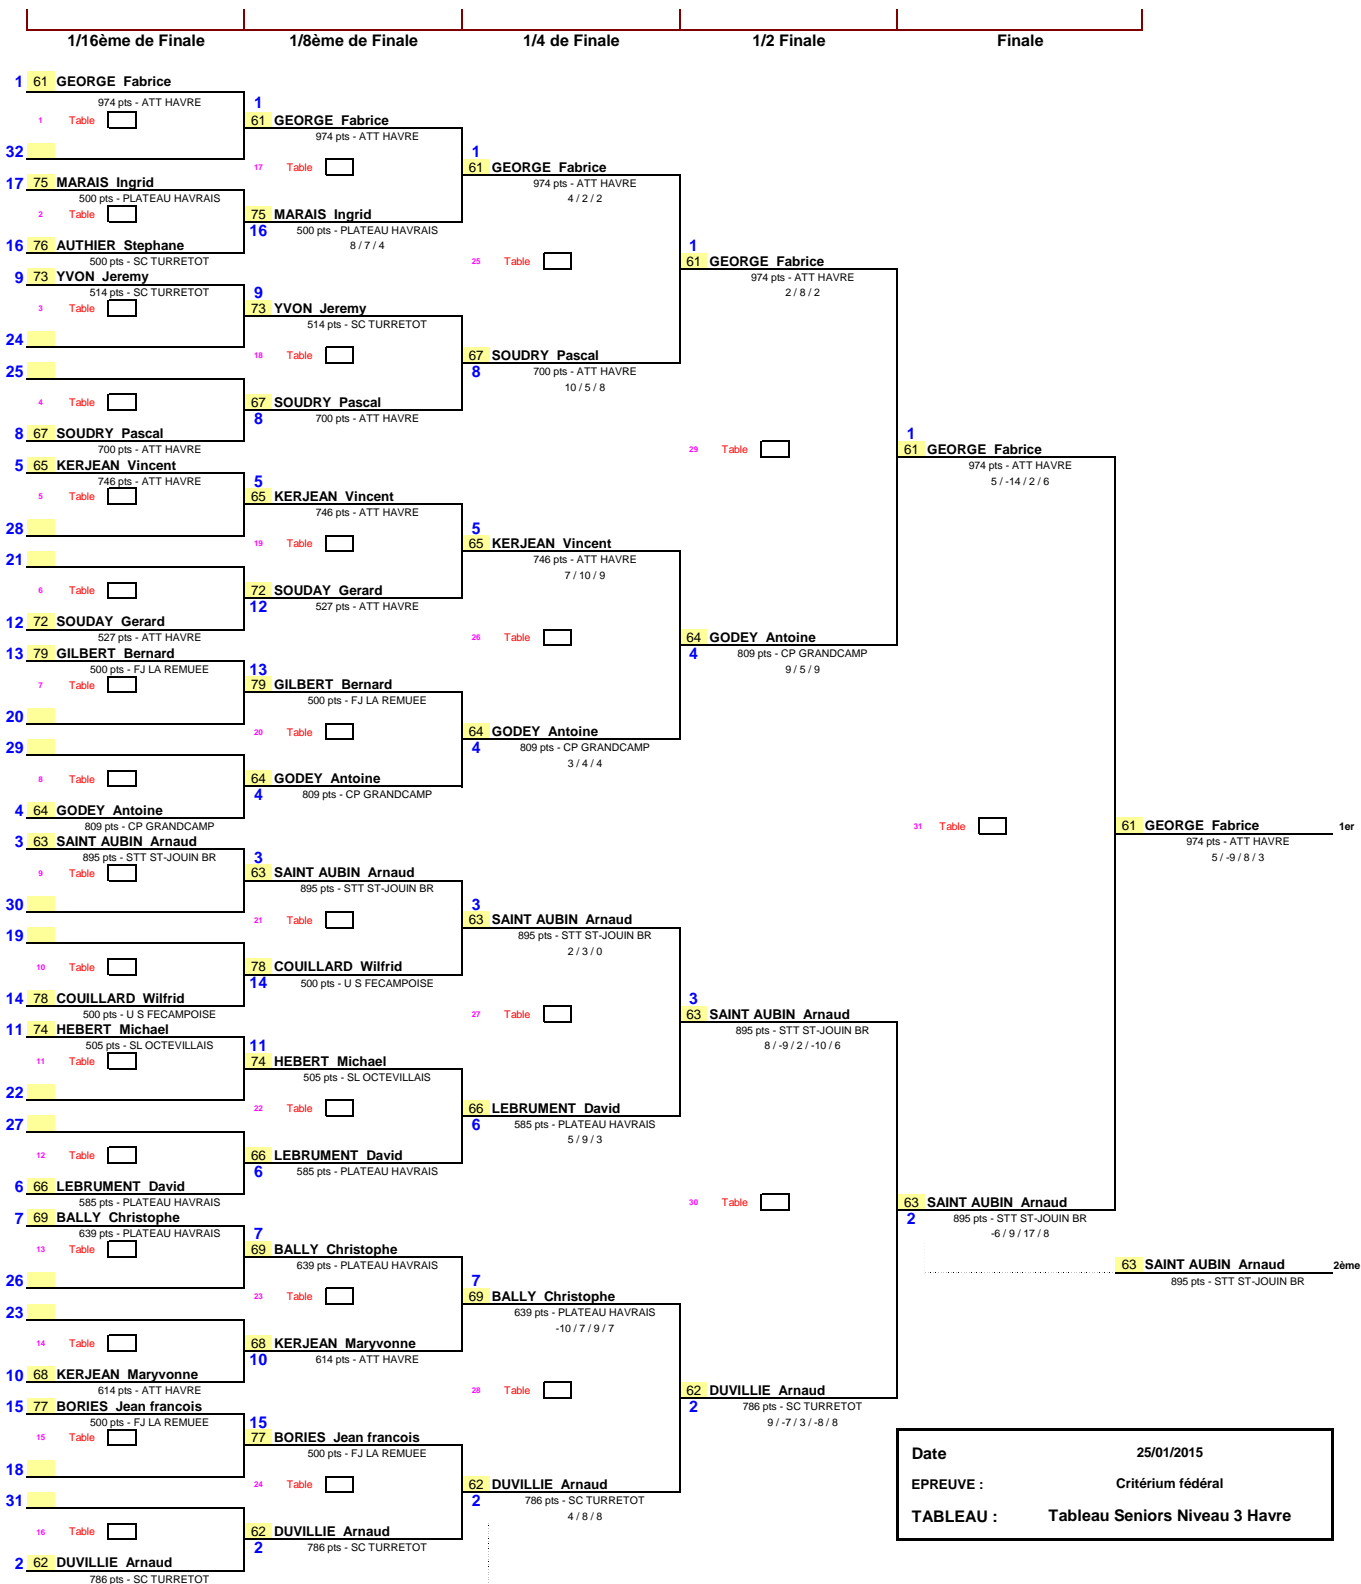 1/16ème de Finale
1/8ème de Finale
1/4 de Finale
1/2 Finale
Finale
1 61 GEORGE Fabrice
974 pts - ATT HAVRE
1 Table
32
17 75 MARAIS Ingrid
500 pts - PLATEAU HAVRAIS
2 Table
16 76 AUTHIER Stephane
500 pts - SC TURRETOT
9 73 YVON Jeremy
514 pts - SC TURRETOT
3 Table
24
25
4 Table
8 67 SOUDRY Pascal
700 pts - ATT HAVRE
5 65 KERJEAN Vincent
746 pts - ATT HAVRE
5 Table
28
21
6 Table
12 72 SOUDAY Gerard
527 pts - ATT HAVRE
13 79 GILBERT Bernard
500 pts - FJ LA REMUEE
7 Table
20
29
8 Table
4 64 GODEY Antoine
809 pts - CP GRANDCAMP
3 63 SAINT AUBIN Arnaud
895 pts - STT ST-JOUIN BR
9 Table
30
19
10 Table
14 78 COUILLARD Wilfrid
500 pts - U S FECAMPOISE
11 74 HEBERT Michael
505 pts - SL OCTEVILLAIS
11 Table
22
27
12 Table
6 66 LEBRUMENT David
585 pts - PLATEAU HAVRAIS
7 69 BALLY Christophe
639 pts - PLATEAU HAVRAIS
13 Table
26
23
14 Table
10 68 KERJEAN Maryvonne
614 pts - ATT HAVRE
15 77 BORIES Jean francois
500 pts - FJ LA REMUEE
15 Table
18
31
16 Table
2 62 DUVILLIE Arnaud
786 pts - SC TURRETOT
1
61 GEORGE Fabrice
974 pts - ATT HAVRE
17 Table
75 MARAIS Ingrid
16 500 pts - PLATEAU HAVRAIS
8 / 7 / 4
9
73 YVON Jeremy
514 pts - SC TURRETOT
18 Table
67 SOUDRY Pascal
8 700 pts - ATT HAVRE
5
65 KERJEAN Vincent
746 pts - ATT HAVRE
19 Table
72 SOUDAY Gerard
12 527 pts - ATT HAVRE
13
79 GILBERT Bernard
500 pts - FJ LA REMUEE
20 Table
64 GODEY Antoine
4 809 pts - CP GRANDCAMP
3
63 SAINT AUBIN Arnaud
895 pts - STT ST-JOUIN BR
21 Table
78 COUILLARD Wilfrid
14 500 pts - U S FECAMPOISE
11
74 HEBERT Michael
505 pts - SL OCTEVILLAIS
22 Table
66 LEBRUMENT David
6 585 pts - PLATEAU HAVRAIS
7
69 BALLY Christophe
639 pts - PLATEAU HAVRAIS
23 Table
68 KERJEAN Maryvonne
10 614 pts - ATT HAVRE
15
77 BORIES Jean francois
500 pts - FJ LA REMUEE
24 Table
62 DUVILLIE Arnaud
2 786 pts - SC TURRETOT
1
61 GEORGE Fabrice
974 pts - ATT HAVRE
4 / 2 / 2
25 Table
67 SOUDRY Pascal
8 700 pts - ATT HAVRE
10 / 5 / 8
5
65 KERJEAN Vincent
746 pts - ATT HAVRE
7 / 10 / 9
26 Table
64 GODEY Antoine
4 809 pts - CP GRANDCAMP
3 / 4 / 4
3
63 SAINT AUBIN Arnaud
895 pts - STT ST-JOUIN BR
2 / 3 / 0
27 Table
66 LEBRUMENT David
6 585 pts - PLATEAU HAVRAIS
5 / 9 / 3
7
69 BALLY Christophe
639 pts - PLATEAU HAVRAIS
-10 / 7 / 9 / 7
28 Table
62 DUVILLIE Arnaud
2 786 pts - SC TURRETOT
4 / 8 / 8
1
61 GEORGE Fabrice
974 pts - ATT HAVRE
2 / 8 / 2
29 Table
64 GODEY Antoine
4 809 pts - CP GRANDCAMP
9 / 5 / 9
3
63 SAINT AUBIN Arnaud
895 pts - STT ST-JOUIN BR
8 / -9 / 2 / -10 / 6
30 Table
62 DUVILLIE Arnaud
2 786 pts - SC TURRETOT
9 / -7 / 3 / -8 / 8
1
61 GEORGE Fabrice
974 pts - ATT HAVRE
5 / -14 / 2 / 6
31 Table
63 SAINT AUBIN Arnaud
2 895 pts - STT ST-JOUIN BR
-6 / 9 / 17 / 8
61 GEORGE Fabrice 1er
974 pts - ATT HAVRE
5 / -9 / 8 / 3
63 SAINT AUBIN Arnaud 2ème
895 pts - STT ST-JOUIN BR
Date 25/01/2015
EPREUVE : Critérium fédéral
TABLEAU : Tableau Seniors Niveau 3 Havre